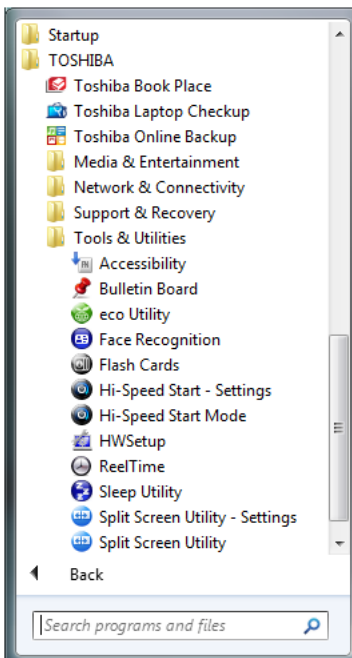 Startup
TOSHIBA
Toshiba Book Place
Toshiba Laptop Checkup
Toshiba Online Backup
Media & Entertainment
Network & Connectivity
Support & Recovery
Tools & Utilities
Accessibility
Bulletin Board
eco Utility
Face Recognition
Flash Cards
Hi-Speed Start - Settings
Hi-Speed Start Mode
HWSetup
ReelTime
Sleep Utility
Split Screen Utility - Settings
Split Screen Utility
Back
Search programs and files